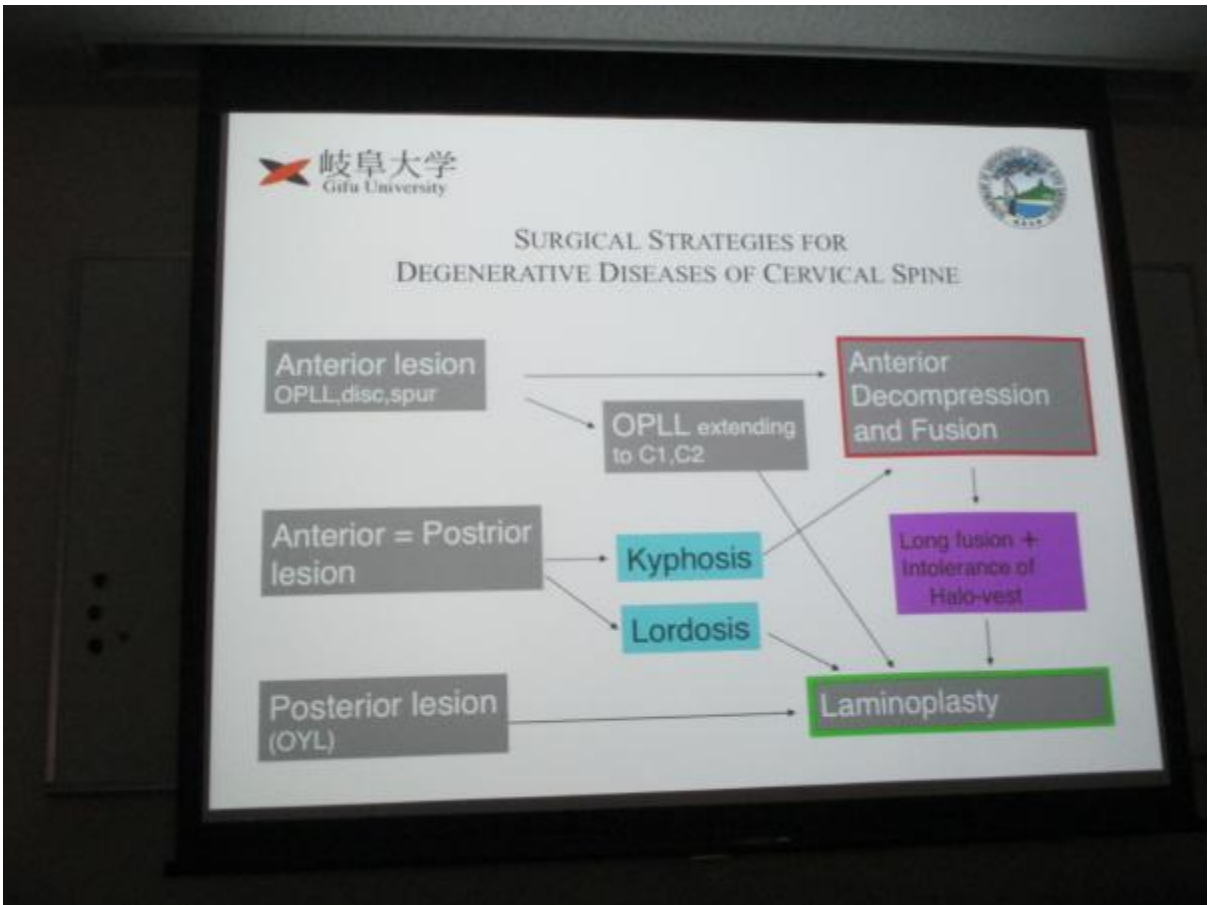 岐阜大学
Gifu University
SURGICAL STRATEGIES FOR
DEGENERATIVE DISEASES OF CERVICAL SPINE
Anterior lesion
OPLL,disc,spur
OPLL extending
to C1,C2
Anterior
Decompression
and Fusion
Anterior = Postrior
lesion
Kyphosis
Lordosis
Long fusion +
Intolerance of
Halo-vest
Posterior lesion
(OYL)
Laminoplasty